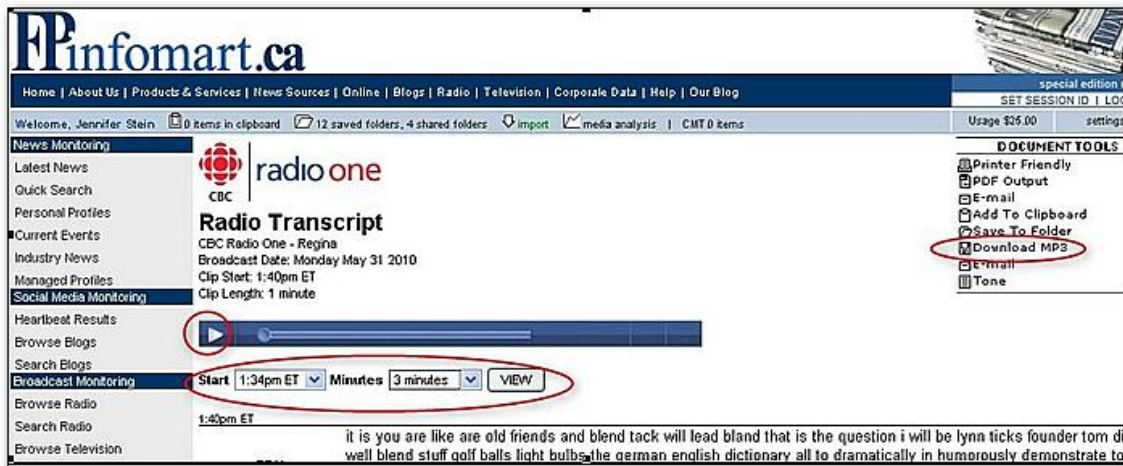 FPinfomart.ca
special edition
Home | About Us | Products & Services | News Sources | Online | Blogs | Radio | Television | Corporate Data | Help | Our Blog
SET SESSION ID | LO
Welcome, Jennifer Stein 0 items in clipboard 12 saved folders, 4 shared folders import media analysis | CMT 0 items
Usage $25.00 settings
News Monitoring
Latest News
Quick Search
Personal Profiles
Current Events
Industry News
Managed Profiles
Social Media Monitoring
Heartbeat Results
Browse Blogs
Search Blogs
Broadcast Monitoring
Browse Radio
Search Radio
Browse Television
CBC
radio one
Radio Transcript
CBC Radio One - Regina
Broadcast Date: Monday May 31 2010
Clip Start: 1:40pm ET
Clip Length: 1 minute
Start 1:34pm ET Minutes 3 minutes VIEW
1:40pm ET
it is you are like are old friends and blend tack will lead bland that is the question i will be lynn ticks founder tom di
well blend stuff golf balls light bulbs the german english dictionary all to dramatically in humorously demonstrate to
DOCUMENT TOOLS
Printer Friendly
PDF Output
E-mail
Add To Clipboard
Save To Folder
Download MP3
E-mail
Tone